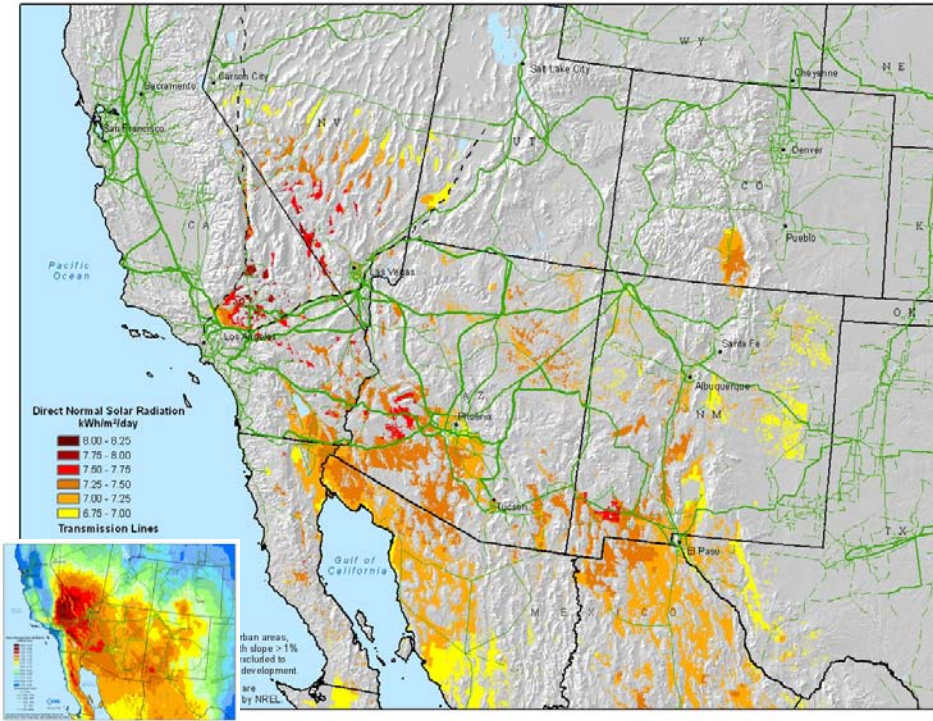 W Y
N E
Salt Lake City
Cheyenne
Carson City
Sacramento
San Francisco
N V
U T
Denver
C O
C A
Pueblo
K
Pacific
Ocean
Las Vegas
O K
Los Angeles
Santa Fe
Albuquerque
A Z
Phoenix
N M
Direct Normal Solar Radiation
kWh/m²/day
8.00 - 8.25
7.75 - 8.00
7.50 - 7.75
7.25 - 7.50
7.00 - 7.25
6.75 - 7.00
Transmission Lines
Tucson
T X
El Paso
Gulf of
California
M E X I C O
rban areas,
h slope > 1%
xcluded to
development.
are
by NREL.